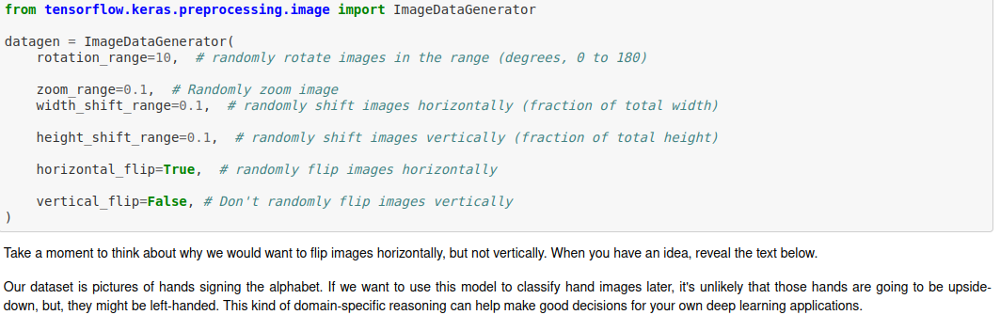 from tensorflow.keras.preprocessing.image import ImageDataGenerator
datagen = ImageDataGenerator(
    rotation_range=10,  # randomly rotate images in the range (degrees, 0 to 180)
    zoom_range=0.1,  # Randomly zoom image
    width_shift_range=0.1,  # randomly shift images horizontally (fraction of total width)
    height_shift_range=0.1,  # randomly shift images vertically (fraction of total height)
    horizontal_flip=True,  # randomly flip images horizontally
    vertical_flip=False, # Don't randomly flip images vertically
)
Take a moment to think about why we would want to flip images horizontally, but not vertically. When you have an idea, reveal the text below.
Our dataset is pictures of hands signing the alphabet. If we want to use this model to classify hand images later, it's unlikely that those hands are going to be upside-
down, but, they might be left-handed. This kind of domain-specific reasoning can help make good decisions for your own deep learning applications.